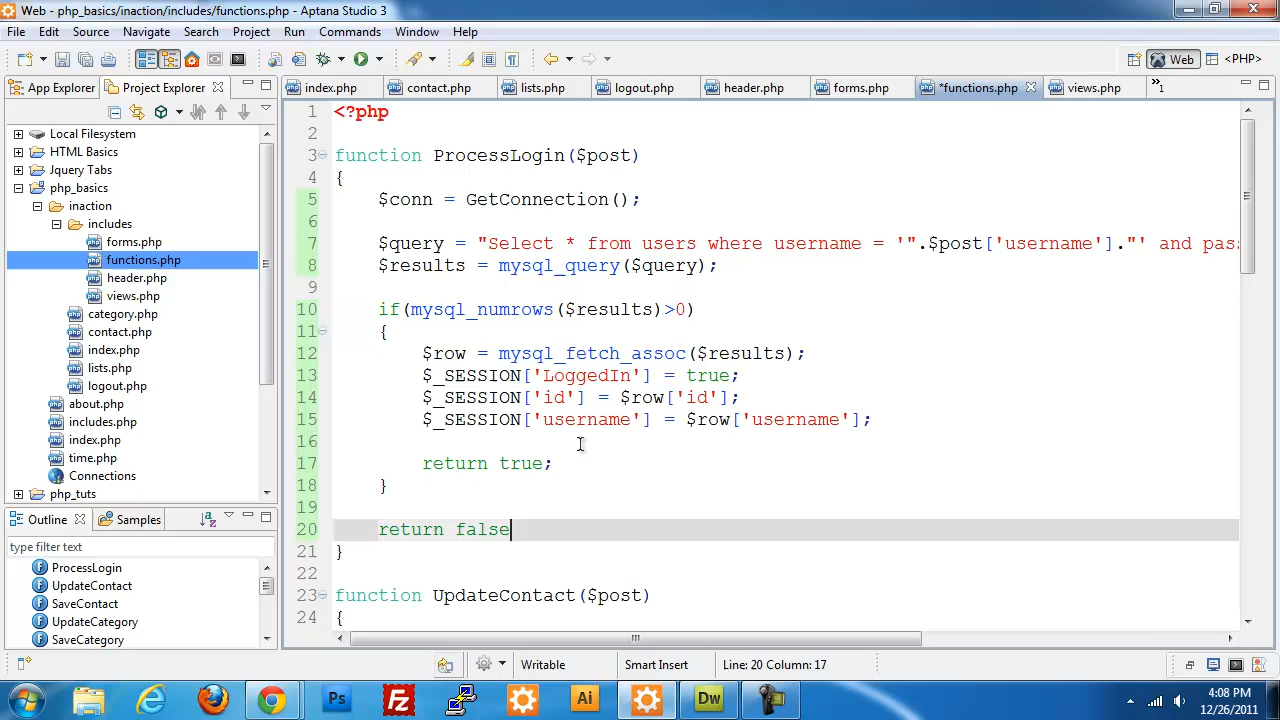 Web - php_basics/inaction/includes/functions.php - Aptana Studio 3
File Edit Source Navigate Search Project Run Commands Window Help
Web <PHP>
App Explorer Project Explorer
index.php contact.php lists.php logout.php header.php forms.php *functions.php views.php »1
Local Filesystem
HTML Basics
Jquery Tabs
php_basics
inaction
includes
forms.php
functions.php
header.php
views.php
category.php
contact.php
index.php
lists.php
logout.php
about.php
includes.php
index.php
time.php
Connections
php_tuts
Outline Samples
type filter text
ProcessLogin
UpdateContact
SaveContact
UpdateCategory
SaveCategory
1 <?php
2
3 function ProcessLogin($post)
4 {
5 $conn = GetConnection();
6
7 $query = "Select * from users where username = '".$post['username']."' and pas
8 $results = mysql_query($query);
9
10 if(mysql_numrows($results)>0)
11 {
12 $row = mysql_fetch_assoc($results);
13 $_SESSION['LoggedIn'] = true;
14 $_SESSION['id'] = $row['id'];
15 $_SESSION['username'] = $row['username'];
16
17 return true;
18 }
19
20 return false
21 }
22
23 function UpdateContact($post)
24 {
Writable Smart Insert Line: 20 Column: 17
Ps Fz Ai Dw
4:08 PM
12/26/2011